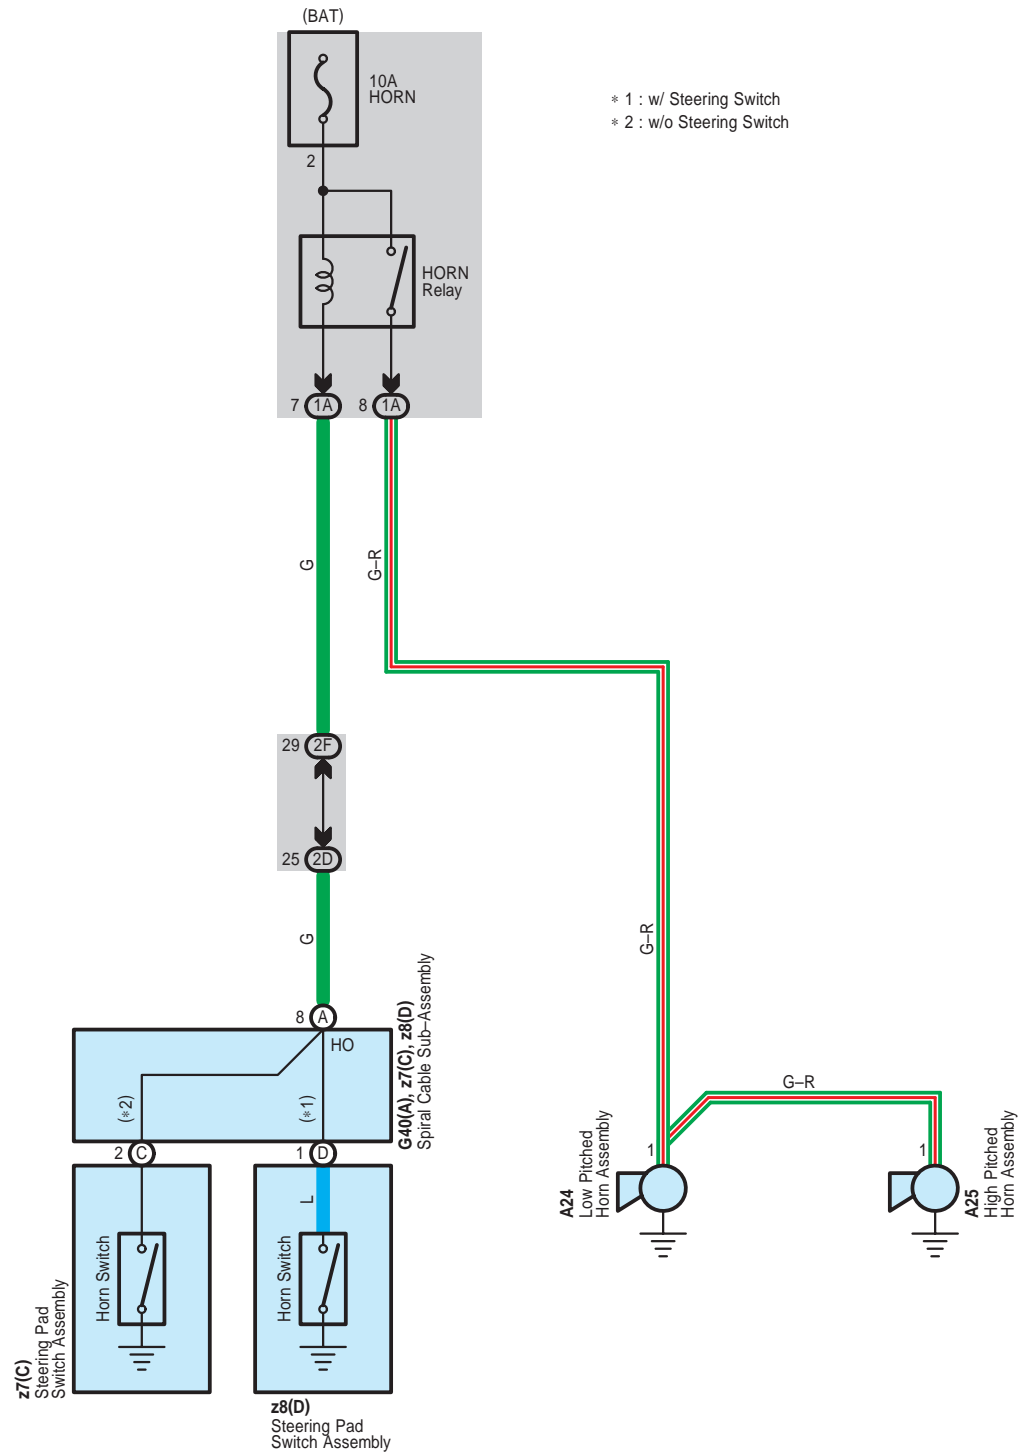 (BAT)
10A
HORN
∗ 1 : w/ Steering Switch
∗ 2 : w/o Steering Switch
2
HORN
Relay
7 1A
8 1A
G
G–R
29 2F
25 2D
G
G–R
8 A
HO
(∗2)
(∗1)
G40(A), z7(C), z8(D)
Spiral Cable Sub–Assembly
G–R
2 C
1 D
1
1
L
A24
Low Pitched
Horn Assembly
A25
High Pitched
Horn Assembly
Horn Switch
Horn Switch
z7(C)
Steering Pad
Switch Assembly
z8(D)
Steering Pad
Switch Assembly